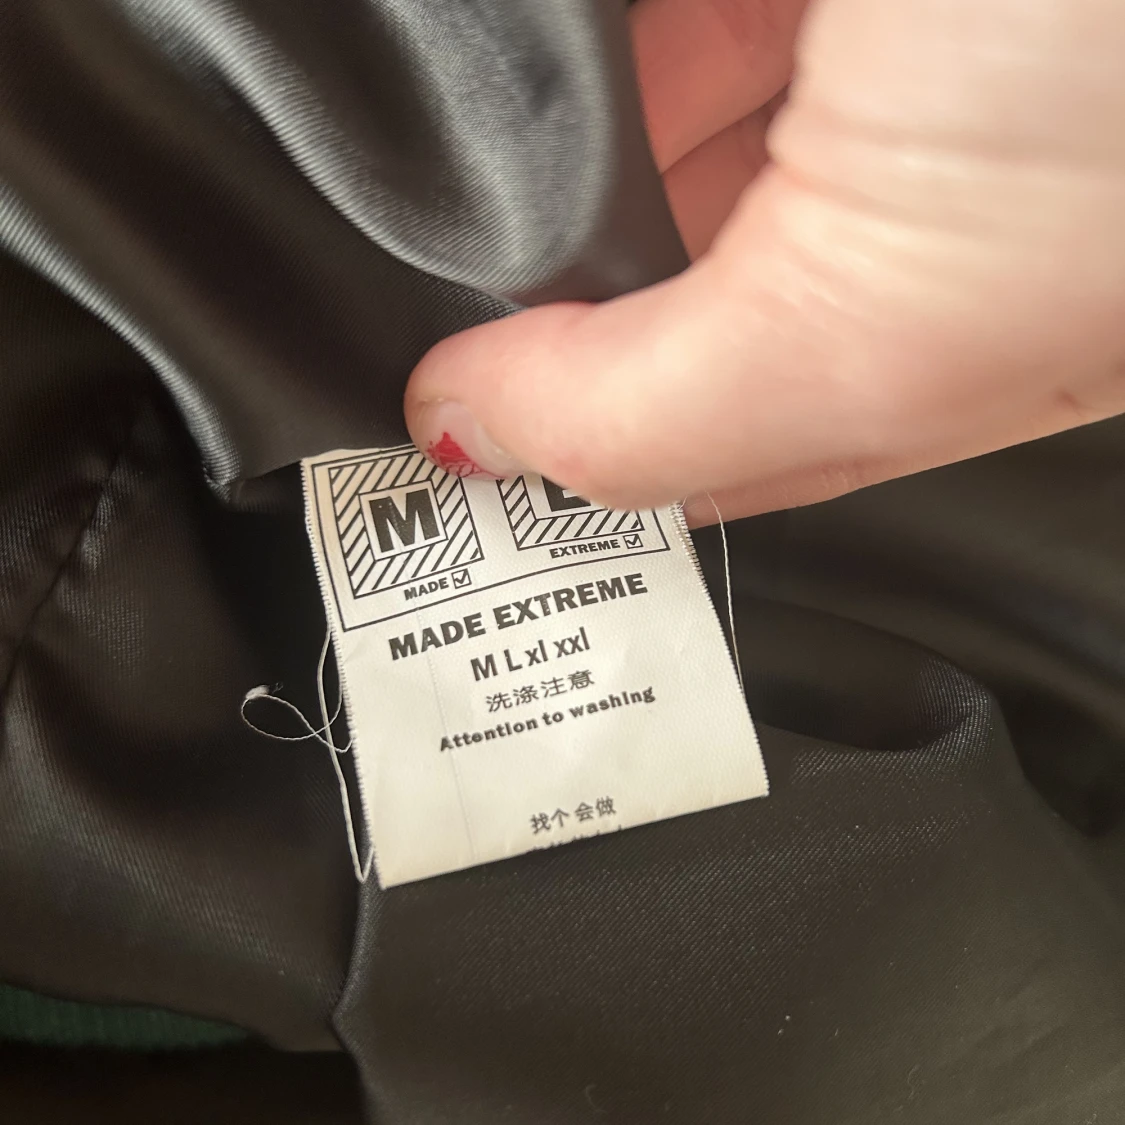 M
MADE
EXTREME
MADE EXTREME
M L xl xxl
洗涤注意
Attention to washing
找个会做